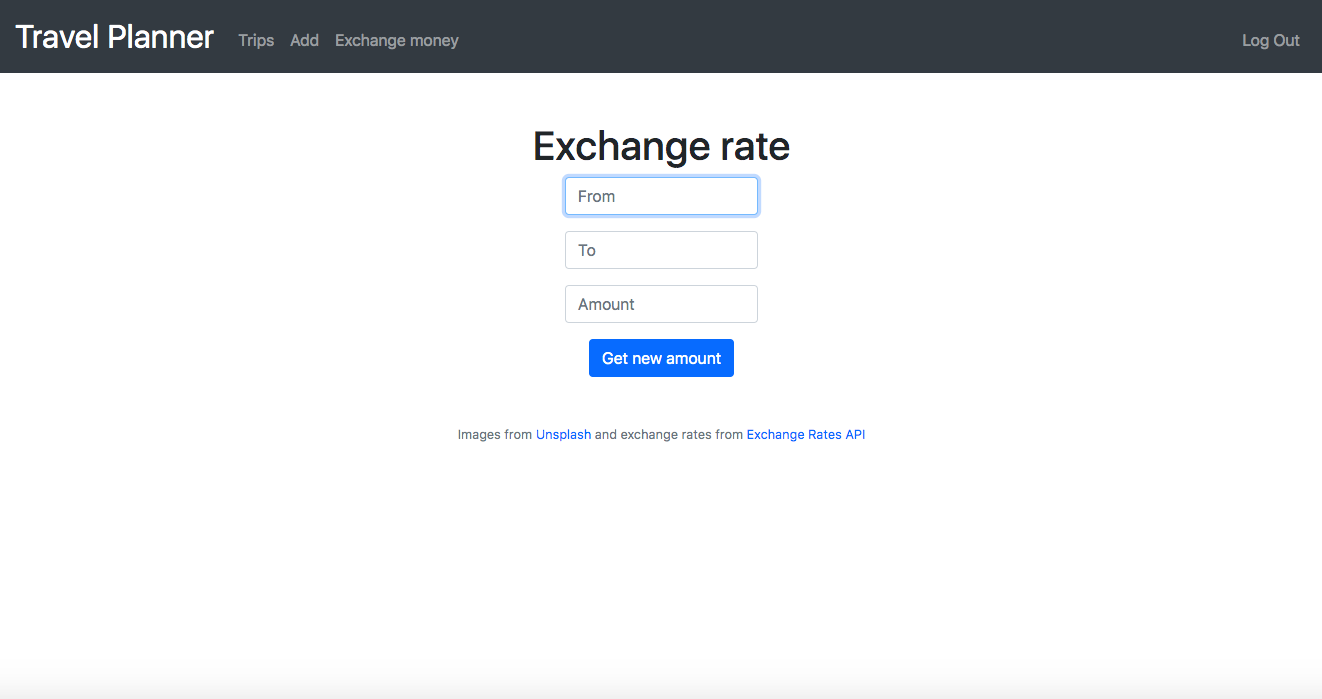 Travel Planner Trips Add Exchange money Log Out
Exchange rate
From
To
Amount
Get new amount
Images from Unsplash and exchange rates from Exchange Rates API